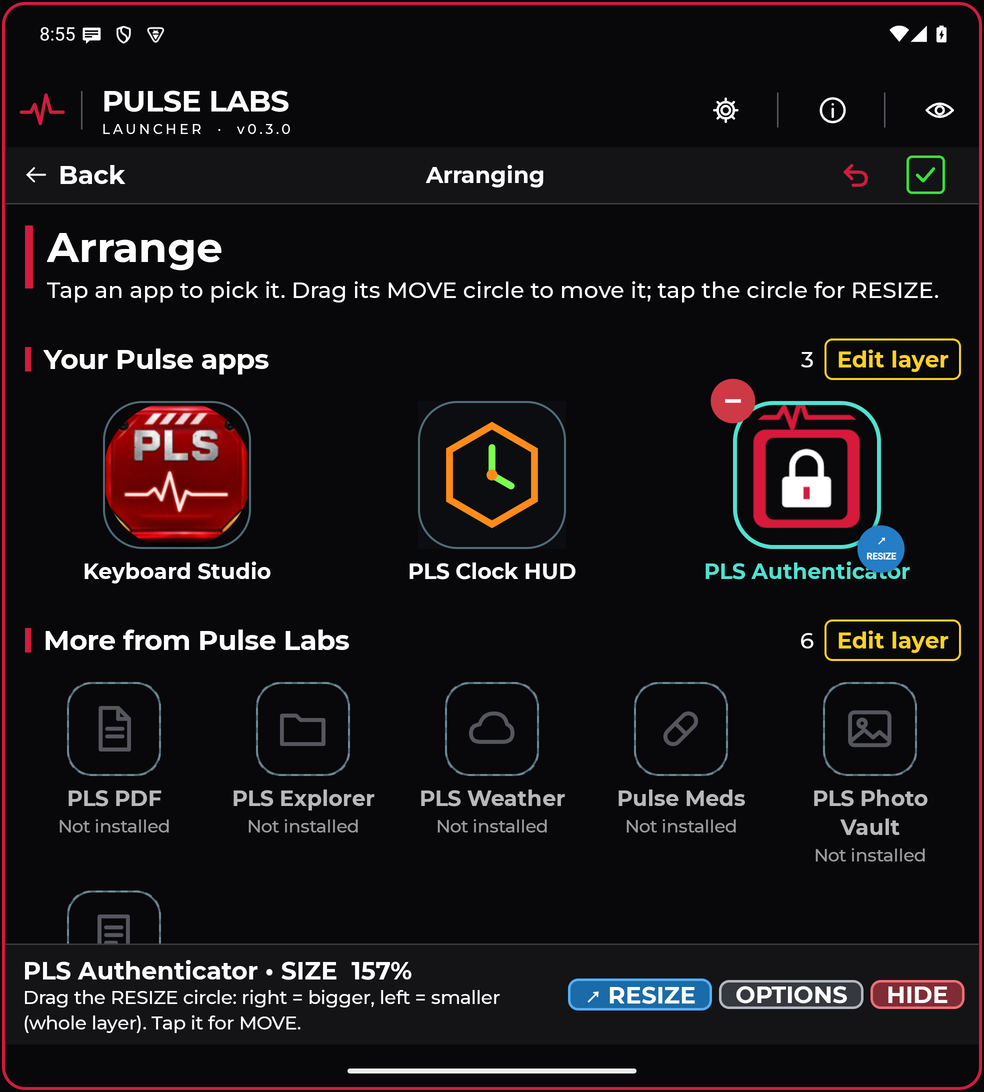 8:55
PULSE LABS
LAUNCHER · v0.3.0
Back
Arranging
Arrange
Tap an app to pick it. Drag its MOVE circle to move it; tap the circle for RESIZE.
Your Pulse apps
3
Edit layer
PLS
RESIZE
Keyboard Studio
PLS Clock HUD
PLS Authenticator
More from Pulse Labs
6
Edit layer
PLS PDF
Not installed
PLS Explorer
Not installed
PLS Weather
Not installed
Pulse Meds
Not installed
PLS Photo
Vault
Not installed
PLS Authenticator • SIZE 157%
Drag the RESIZE circle: right = bigger, left = smaller
(whole layer). Tap it for MOVE.
RESIZE
OPTIONS
HIDE